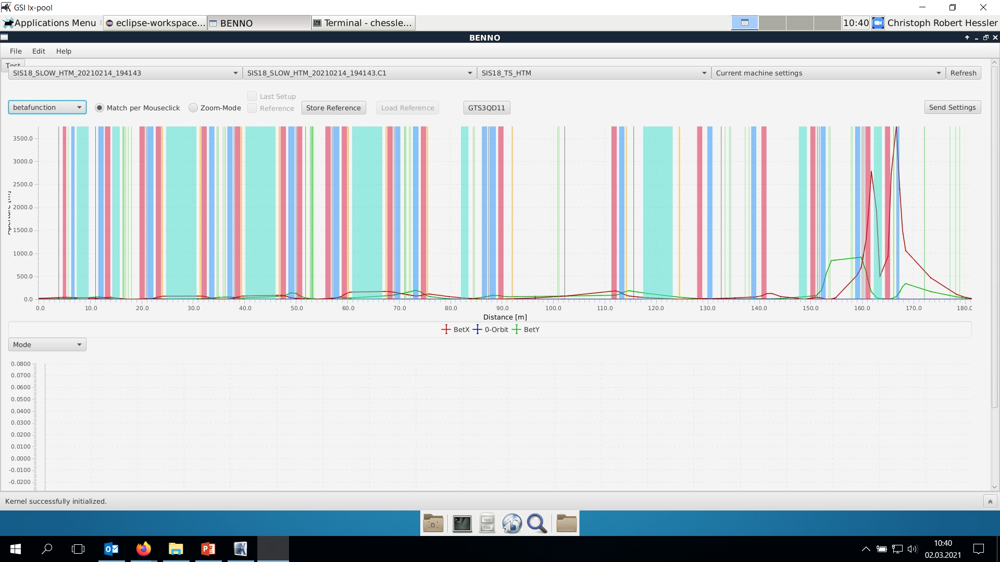 GSI lx-pool
Applications Menu
eclipse-workspace...
BENNO
Terminal - chessle...
10:40
Christoph Robert Hessler
BENNO
File Edit Help
Test
SIS18_SLOW_HTM_20210214_194143
SIS18_SLOW_HTM_20210214_194143.C1
SIS18_TS_HTM
Current machine settings
Refresh
betafunction
Match per Mouseclick
Zoom-Mode
Last Setup
Reference
Store Reference
Load Reference
GTS3QD11
Send Settings
3500.0
3000.0
2500.0
2000.0
1500.0
1000.0
500.0
0.0
0.0 10.0 20.0 30.0 40.0 50.0 60.0 70.0 80.0 90.0 100.0 110.0 120.0 130.0 140.0 150.0 160.0 170.0 180.0
Distance [m]
BetX 0-Orbit BetY
Mode
0.0800
0.0700
0.0600
0.0500
0.0400
0.0300
0.0200
0.0100
0.0000
-0.0100
-0.0200
Kernel successfully initialized.
10:40
02.03.2021